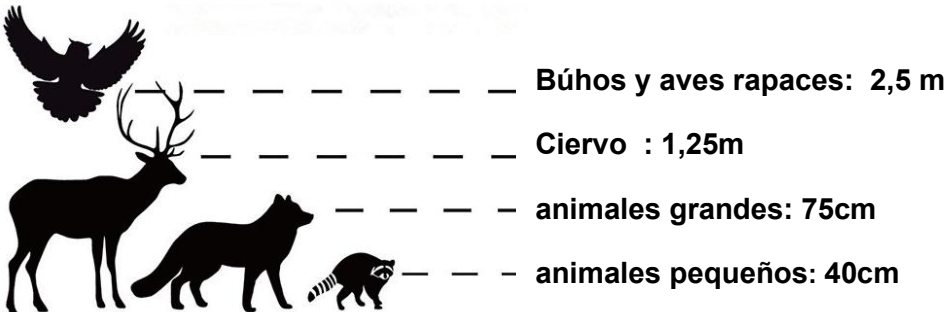 Búhos y aves rapaces: 2,5 m
Ciervo : 1,25m
animales grandes: 75cm
animales pequeños: 40cm